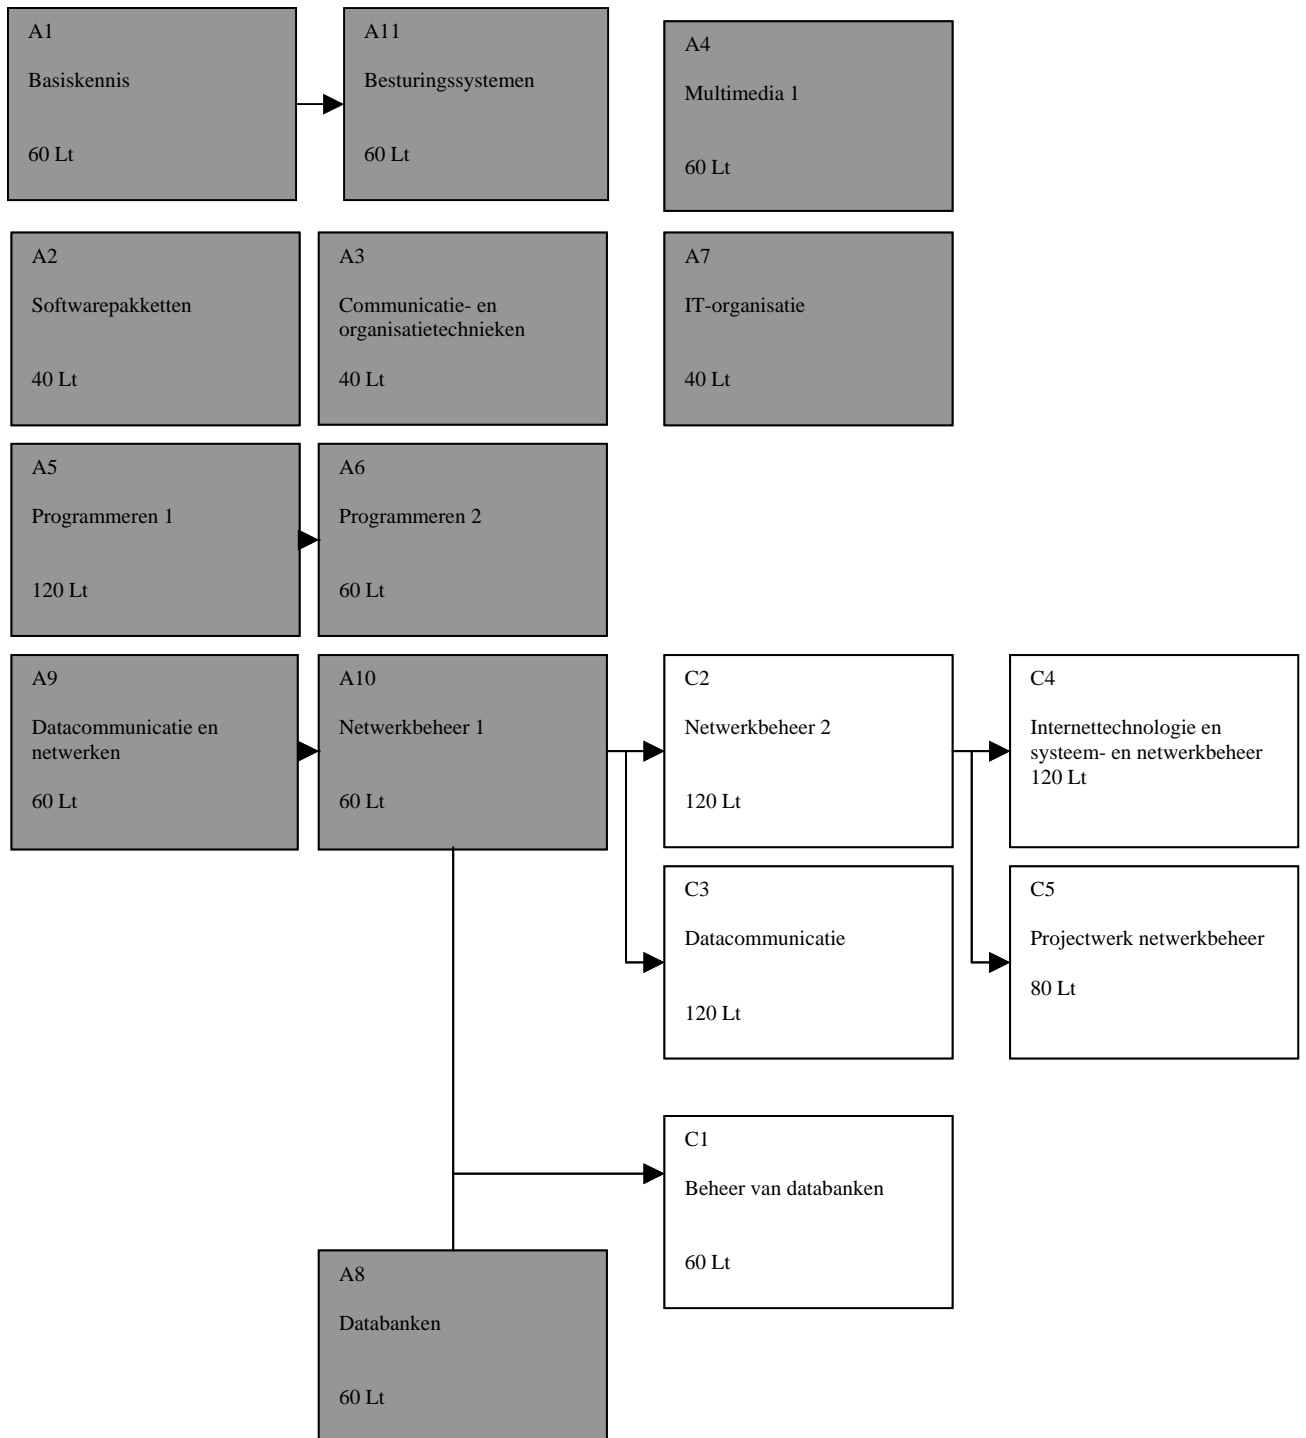 A1
Basiskennis
60 Lt
A11
Besturingssystemen
60 Lt
A4
Multimedia 1
60 Lt
A2
Softwarepakketten
40 Lt
A3
Communicatie- en
organisatietechnieken
40 Lt
A7
IT-organisatie
40 Lt
A5
Programmeren 1
120 Lt
A6
Programmeren 2
60 Lt
A9
Datacommunicatie en
netwerken
60 Lt
A10
Netwerkbeheer 1
60 Lt
C2
Netwerkbeheer 2
120 Lt
C4
Internettechnologie en
systeem- en netwerkbeheer
120 Lt
C3
Datacommunicatie
120 Lt
C5
Projectwerk netwerkbeheer
80 Lt
C1
Beheer van databanken
60 Lt
A8
Databanken
60 Lt